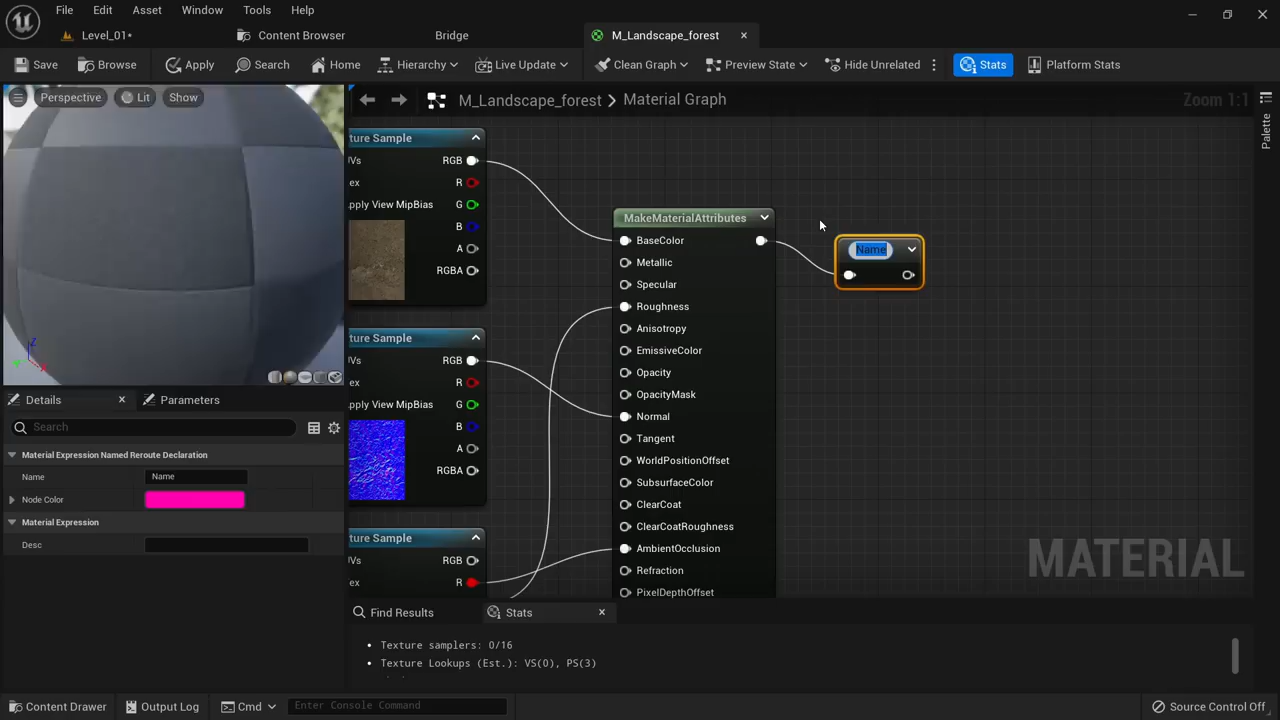 File Edit Asset Window Tools Help
Level_01* Content Browser Bridge M_Landscape_forest
Save Browse Apply Search Home Hierarchy Live Update Clean Graph Preview State Hide Unrelated Stats Platform Stats
Perspective Lit Show
M_Landscape_forest > Material Graph Zoom 1:1
Palette
ture Sample
RGB
R
G
B
A
RGBA
UVs
ex
pply View MipBias
ture Sample
RGB
R
G
B
A
RGBA
UVs
ex
pply View MipBias
ture Sample
RGB
R
UVs
ex
MakeMaterialAttributes
BaseColor
Metallic
Specular
Roughness
Anisotropy
EmissiveColor
Opacity
OpacityMask
Normal
Tangent
WorldPositionOffset
SubsurfaceColor
ClearCoat
ClearCoatRoughness
AmbientOcclusion
Refraction
PixelDepthOffset
Name
MATERIAL
Z
Details Parameters
Search
Material Expression Named Reroute Declaration
Name Name
Node Color
Material Expression
Desc
Find Results Stats
• Texture samplers: 0/16
• Texture Lookups (Est.): VS(0), PS(3)
Content Drawer Output Log Cmd Enter Console Command Source Control Off